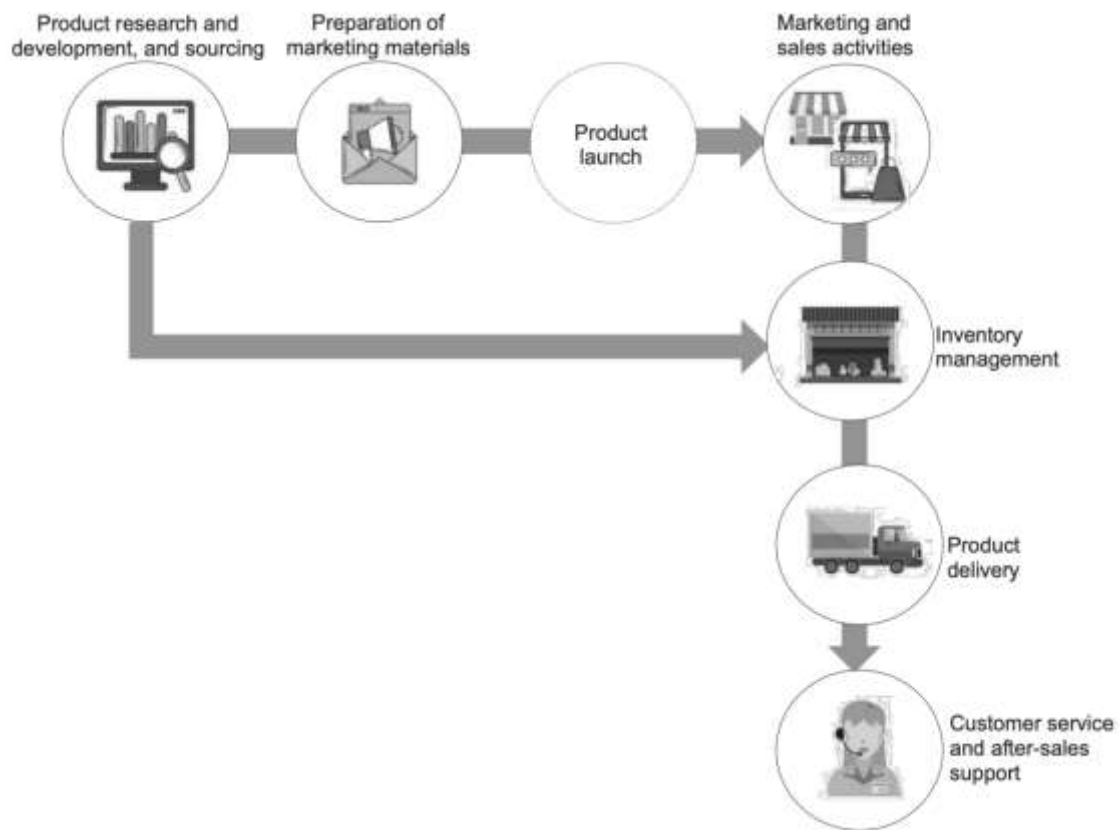 Product research and
development, and sourcing
Preparation of
marketing materials
Product
launch
Marketing and
sales activities
Inventory
management
Product
delivery
Customer service
and after-sales
support